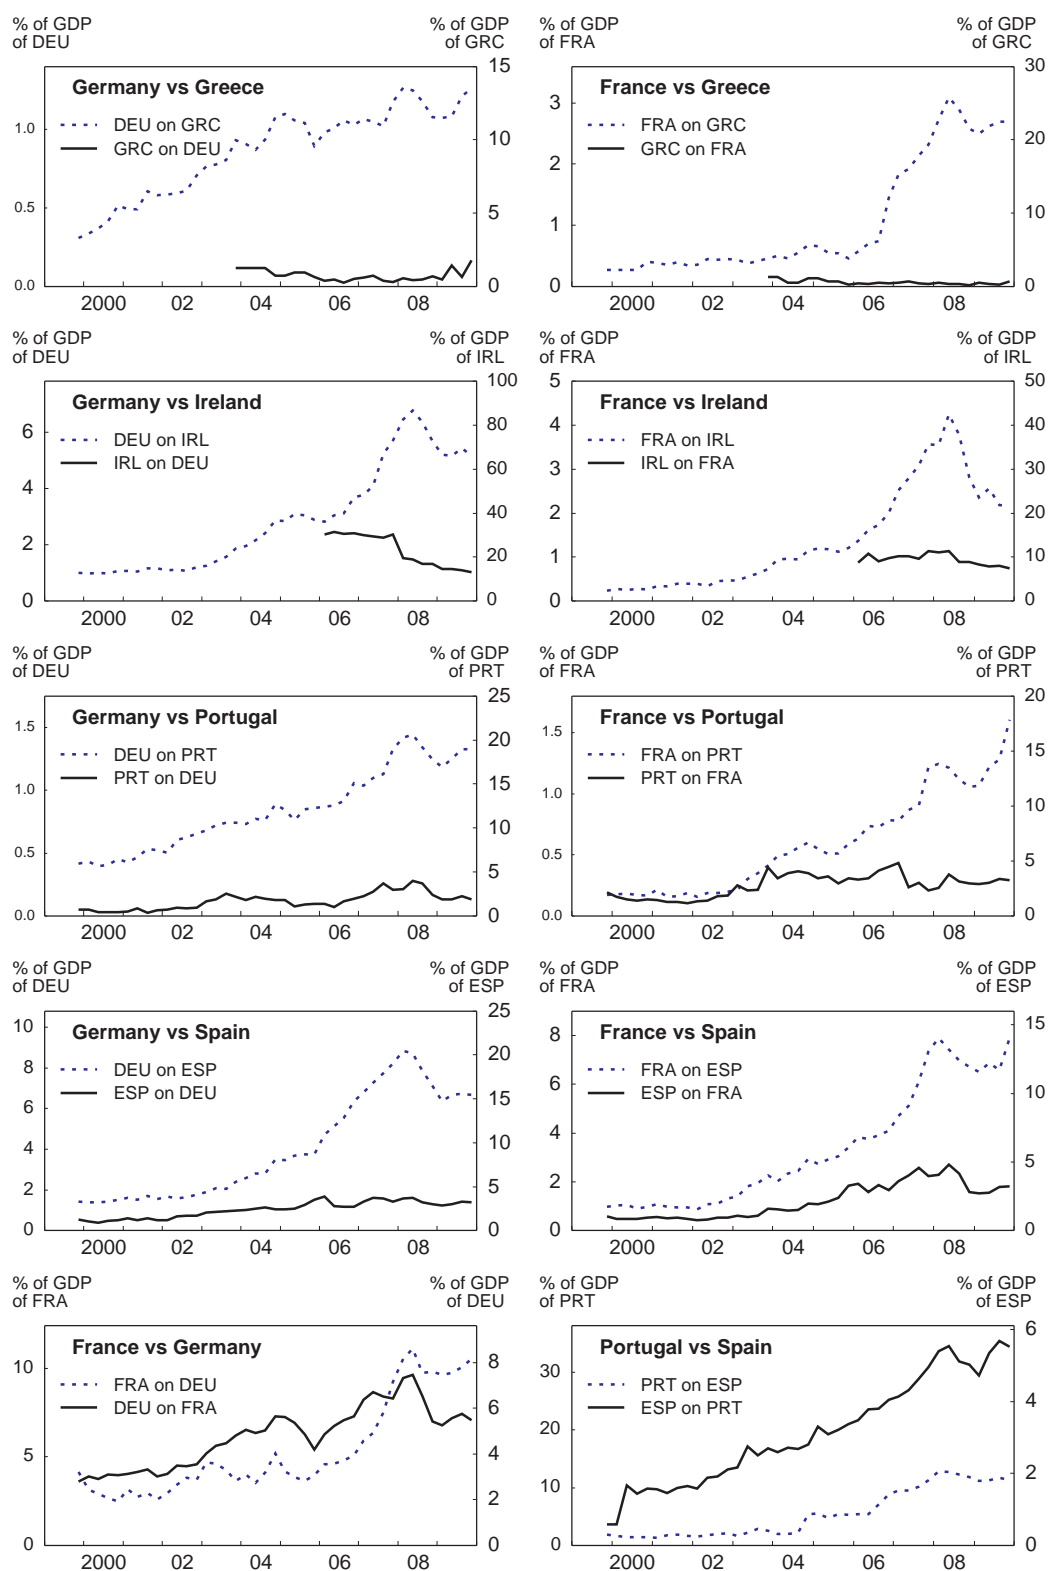 % of GDP
of DEU
% of GDP
of GRC
Germany vs Greece
DEU on GRC
GRC on DEU
1.0
0.5
0.0
15
10
5
0
2000 02 04 06 08
% of GDP
of FRA
% of GDP
of GRC
France vs Greece
FRA on GRC
GRC on FRA
3
2
1
0
30
20
10
0
2000 02 04 06 08
% of GDP
of DEU
% of GDP
of IRL
Germany vs Ireland
DEU on IRL
IRL on DEU
6
4
2
0
100
80
60
40
20
0
2000 02 04 06 08
% of GDP
of FRA
% of GDP
of IRL
France vs Ireland
FRA on IRL
IRL on FRA
5
4
3
2
1
0
50
40
30
20
10
0
2000 02 04 06 08
% of GDP
of DEU
% of GDP
of PRT
Germany vs Portugal
DEU on PRT
PRT on DEU
1.5
1.0
0.5
0.0
25
20
15
10
5
0
2000 02 04 06 08
% of GDP
of FRA
% of GDP
of PRT
France vs Portugal
FRA on PRT
PRT on FRA
1.5
1.0
0.5
0.0
20
15
10
5
0
2000 02 04 06 08
% of GDP
of DEU
% of GDP
of ESP
Germany vs Spain
DEU on ESP
ESP on DEU
10
8
6
4
2
0
25
20
15
10
5
0
2000 02 04 06 08
% of GDP
of FRA
% of GDP
of ESP
France vs Spain
FRA on ESP
ESP on FRA
8
6
4
2
0
15
10
5
0
2000 02 04 06 08
% of GDP
of FRA
% of GDP
of DEU
France vs Germany
FRA on DEU
DEU on FRA
10
5
0
8
6
4
2
0
2000 02 04 06 08
% of GDP
of PRT
% of GDP
of ESP
Portugal vs Spain
PRT on ESP
ESP on PRT
30
20
10
0
6
4
2
0
2000 02 04 06 08